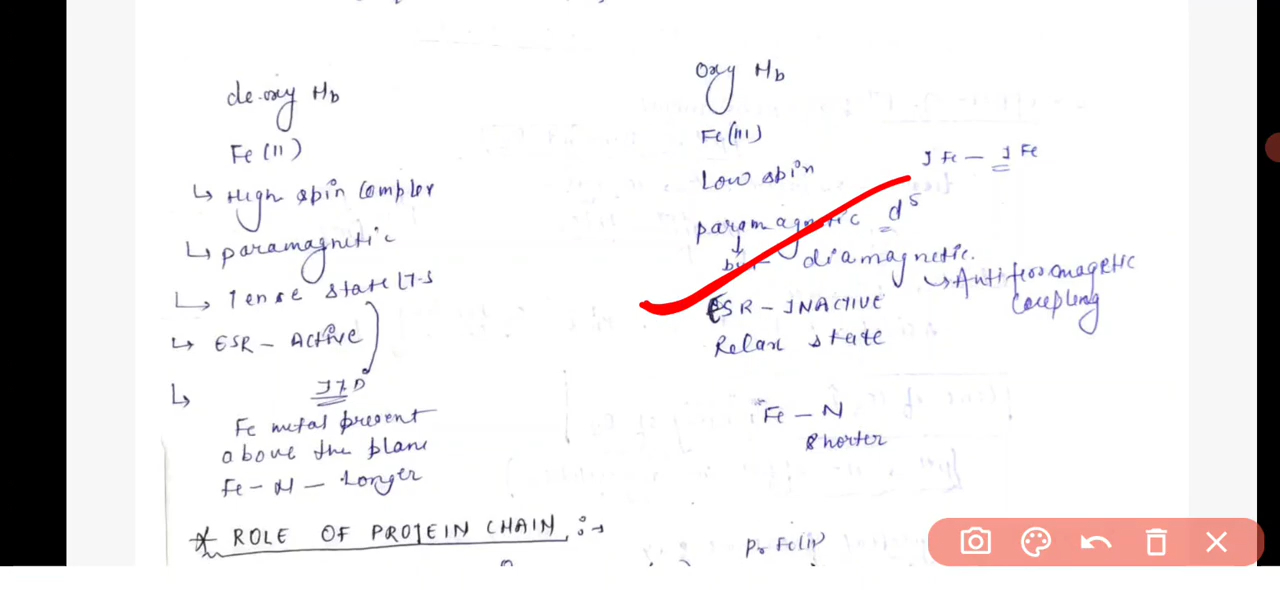 de-oxy Hb
Fe (II)
↳ High spin complex
↳ paramagnetic
↳ Tense state (T-S
↳ ESR - Active
↳
Fe metal present
above the plane
Fe - N - Longer
Oxy Hb
Fe (III)
Low spin
paramagnetic d5
but diamagnetic.
↳ Antiferromagetic
coupling
ESR - INACTIVE
Relax state
Fe - N
shorter
* ROLE OF PROTEIN CHAIN :→